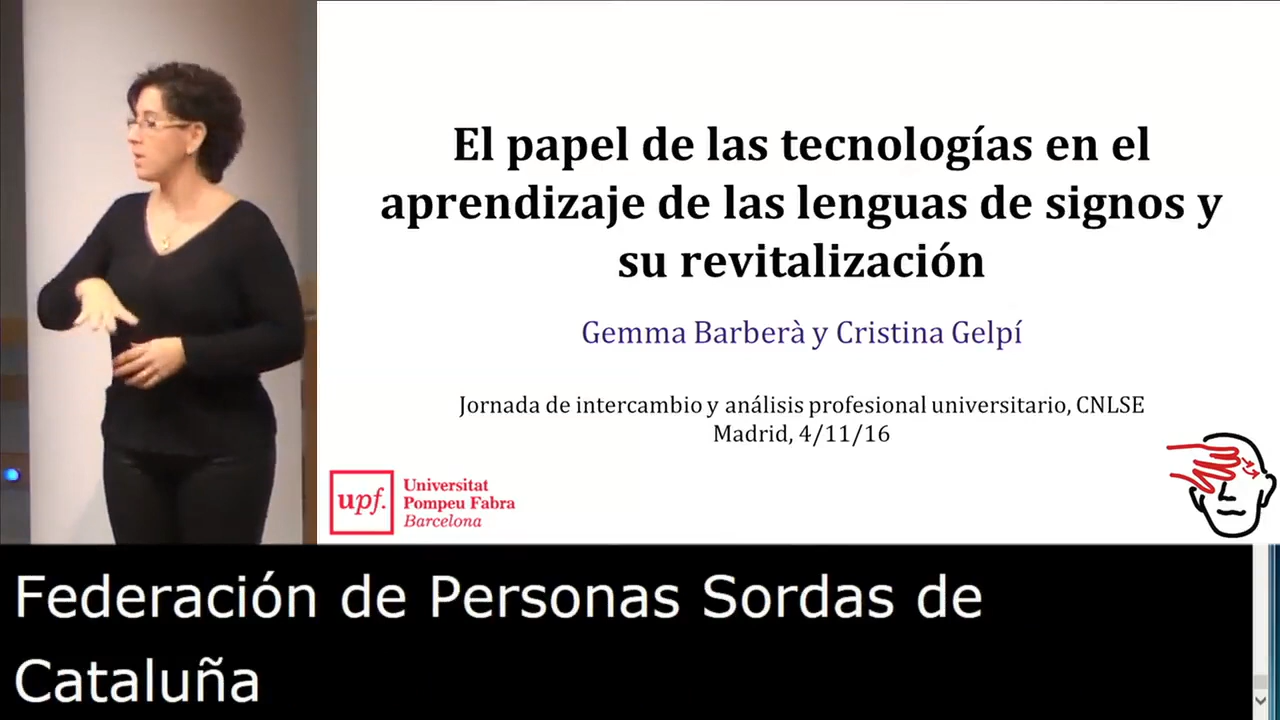 El papel de las tecnologías en el
aprendizaje de las lenguas de signos y
su revitalización
Gemma Barberà y Cristina Gelpí
Jornada de intercambio y análisis profesional universitario, CNLSE
Madrid, 4/11/16
upf.
Universitat
Pompeu Fabra
Barcelona
Federación de Personas Sordas de
Cataluña